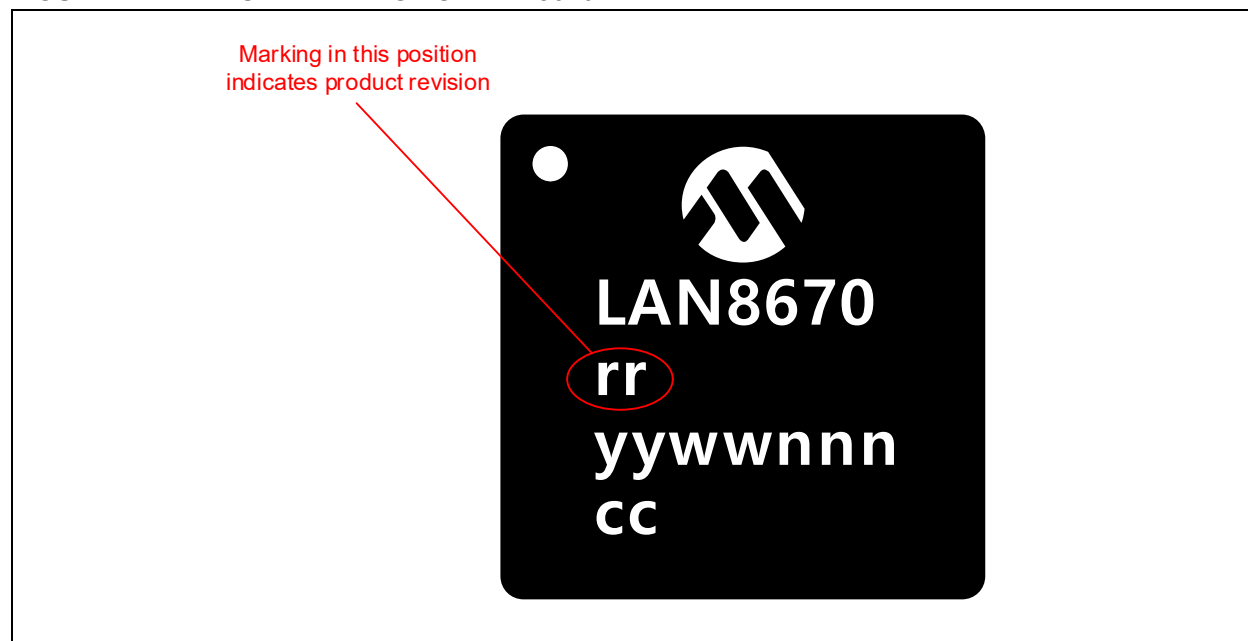 Marking in this position
indicates product revision
LAN8670
rr
yywwnnn
cc